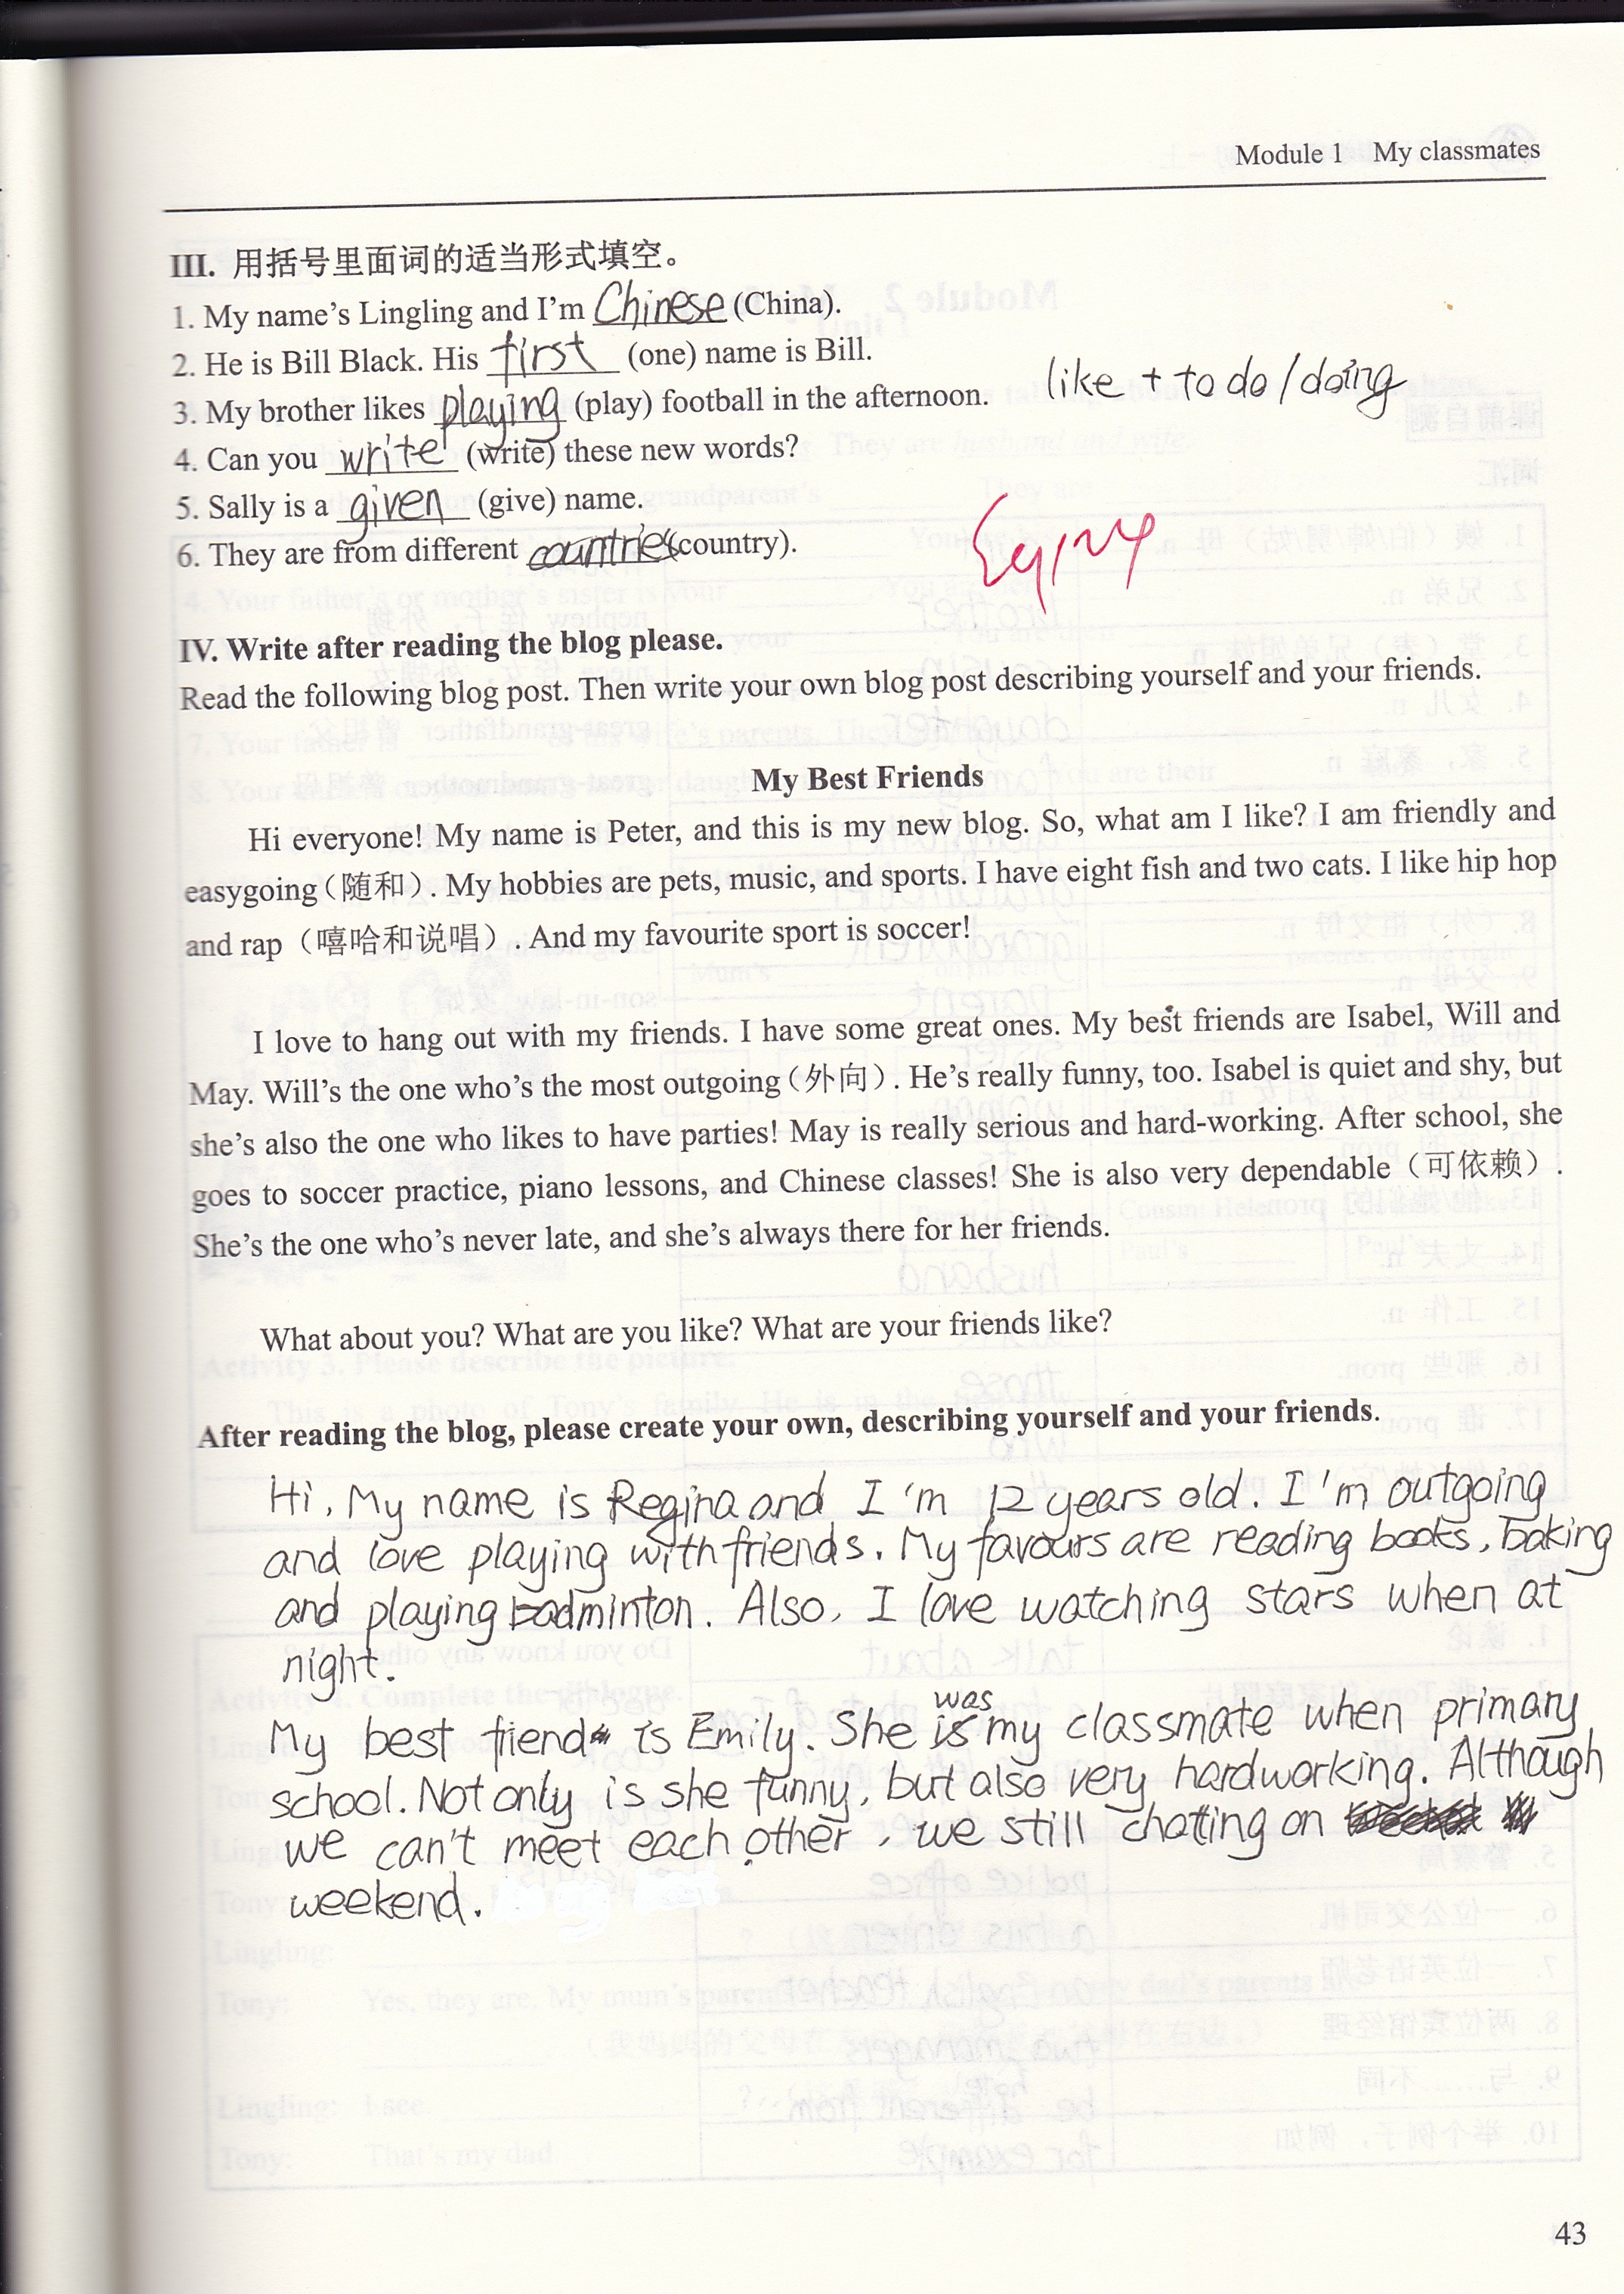 Module 1 My classmates
III. 用括号里面词的适当形式填空。
1. My name's Lingling and I'm Chinese (China).
2. He is Bill Black. His first (one) name is Bill.
3. My brother likes playing (play) football in the afternoon.
like + to do / doing
4. Can you write (write) these new words?
5. Sally is a given (give) name.
6. They are from different countries (country).
IV. Write after reading the blog please.
Read the following blog post. Then write your own blog post describing yourself and your friends.
My Best Friends
Hi everyone! My name is Peter, and this is my new blog. So, what am I like? I am friendly and
easygoing（随和）. My hobbies are pets, music, and sports. I have eight fish and two cats. I like hip hop
and rap（嘻哈和说唱）. And my favourite sport is soccer!
I love to hang out with my friends. I have some great ones. My best friends are Isabel, Will and
May. Will's the one who's the most outgoing（外向）. He's really funny, too. Isabel is quiet and shy, but
she's also the one who likes to have parties! May is really serious and hard-working. After school, she
goes to soccer practice, piano lessons, and Chinese classes! She is also very dependable（可依赖）.
She's the one who's never late, and she's always there for her friends.
What about you? What are you like? What are your friends like?
After reading the blog, please create your own, describing yourself and your friends.
Hi, My name is Regina and I'm 12 years old. I'm outgoing
and love playing with friends. My favours are reading books, baking
and playing badminton. Also, I love watching stars when at
night.
My best fiend is Emily. She was my classmate when primary
school. Not only is she funny, but also very hardworking. Although
we can't meet each other, we still chatting on
weekend.
43